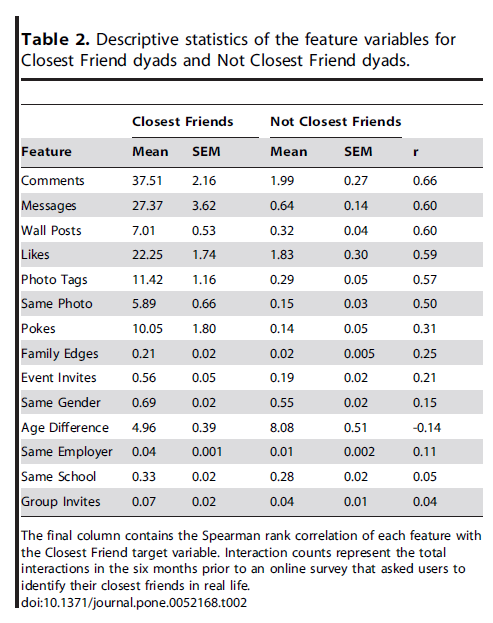 Table 2. Descriptive statistics of the feature variables for
Closest Friend dyads and Not Closest Friend dyads.
Closest Friends Not Closest Friends
Feature Mean SEM Mean SEM r
Comments 37.51 2.16 1.99 0.27 0.66
Messages 27.37 3.62 0.64 0.14 0.60
Wall Posts 7.01 0.53 0.32 0.04 0.60
Likes 22.25 1.74 1.83 0.30 0.59
Photo Tags 11.42 1.16 0.29 0.05 0.57
Same Photo 5.89 0.66 0.15 0.03 0.50
Pokes 10.05 1.80 0.14 0.05 0.31
Family Edges 0.21 0.02 0.02 0.005 0.25
Event Invites 0.56 0.05 0.19 0.02 0.21
Same Gender 0.69 0.02 0.55 0.02 0.15
Age Difference 4.96 0.39 8.08 0.51 -0.14
Same Employer 0.04 0.001 0.01 0.002 0.11
Same School 0.33 0.02 0.28 0.02 0.05
Group Invites 0.07 0.02 0.04 0.01 0.04
The final column contains the Spearman rank correlation of each feature with
the Closest Friend target variable. Interaction counts represent the total
interactions in the six months prior to an online survey that asked users to
identify their closest friends in real life.
doi:10.1371/journal.pone.0052168.t002